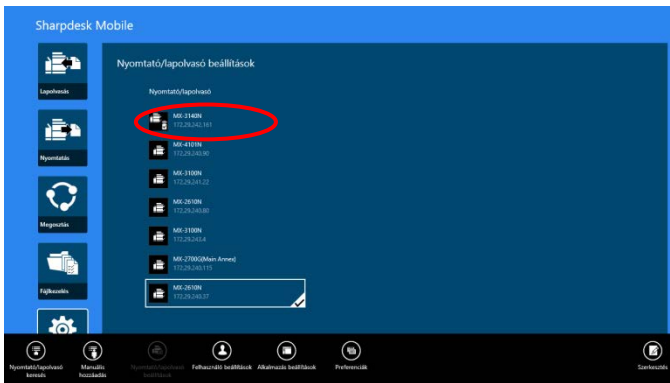 Sharpdesk Mobile
Lapolvasás
Nyomtatás
Megosztás
Fájlkezelés
Nyomtató/lapolvasó beállítások
Nyomtató/lapolvasó
MX-3140N
172.29.242.161
MX-4101N
172.29.240.90
MX-3100N
172.29.241.22
MX-2610N
172.29.240.80
MX-3100N
172.29.243.4
MX-2700G(Main Annex)
172.29.240.115
MX-2610N
172.29.240.37
Nyomtató/lapolvasó
keresés
Manuális
hozzáadás
Nyomtató/lapolvasó
beállítások
Felhasználó beállítások
Alkalmazás beállítások
Preferenciák
Szerkesztés